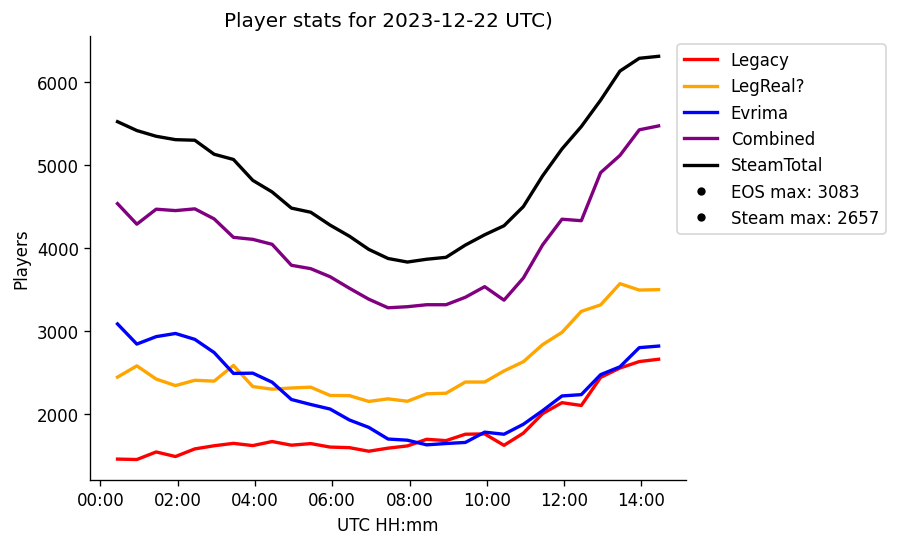 Player stats for 2023-12-22 UTC)
Legacy
LegReal?
Evrima
Combined
SteamTotal
EOS max: 3083
Steam max: 2657
Players
6000
5000
4000
3000
2000
00:00 02:00 04:00 06:00 08:00 10:00 12:00 14:00
UTC HH:mm